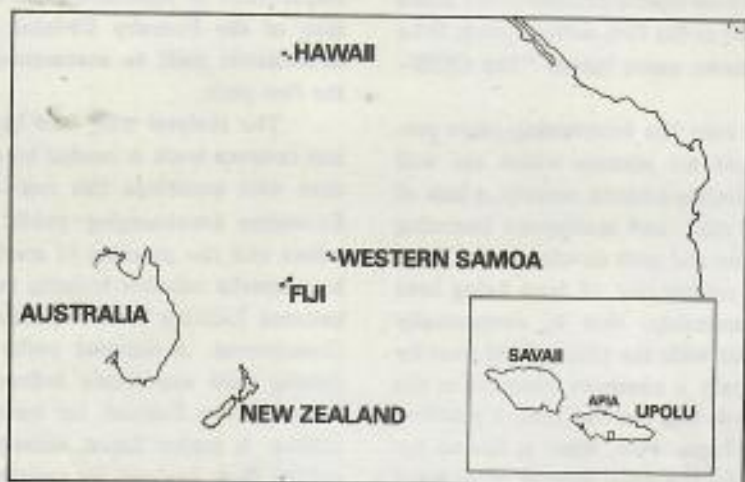 HAWAII
WESTERN SAMOA
FIJI
AUSTRALIA
NEW ZEALAND
SAVAII
APIA
UPOLU